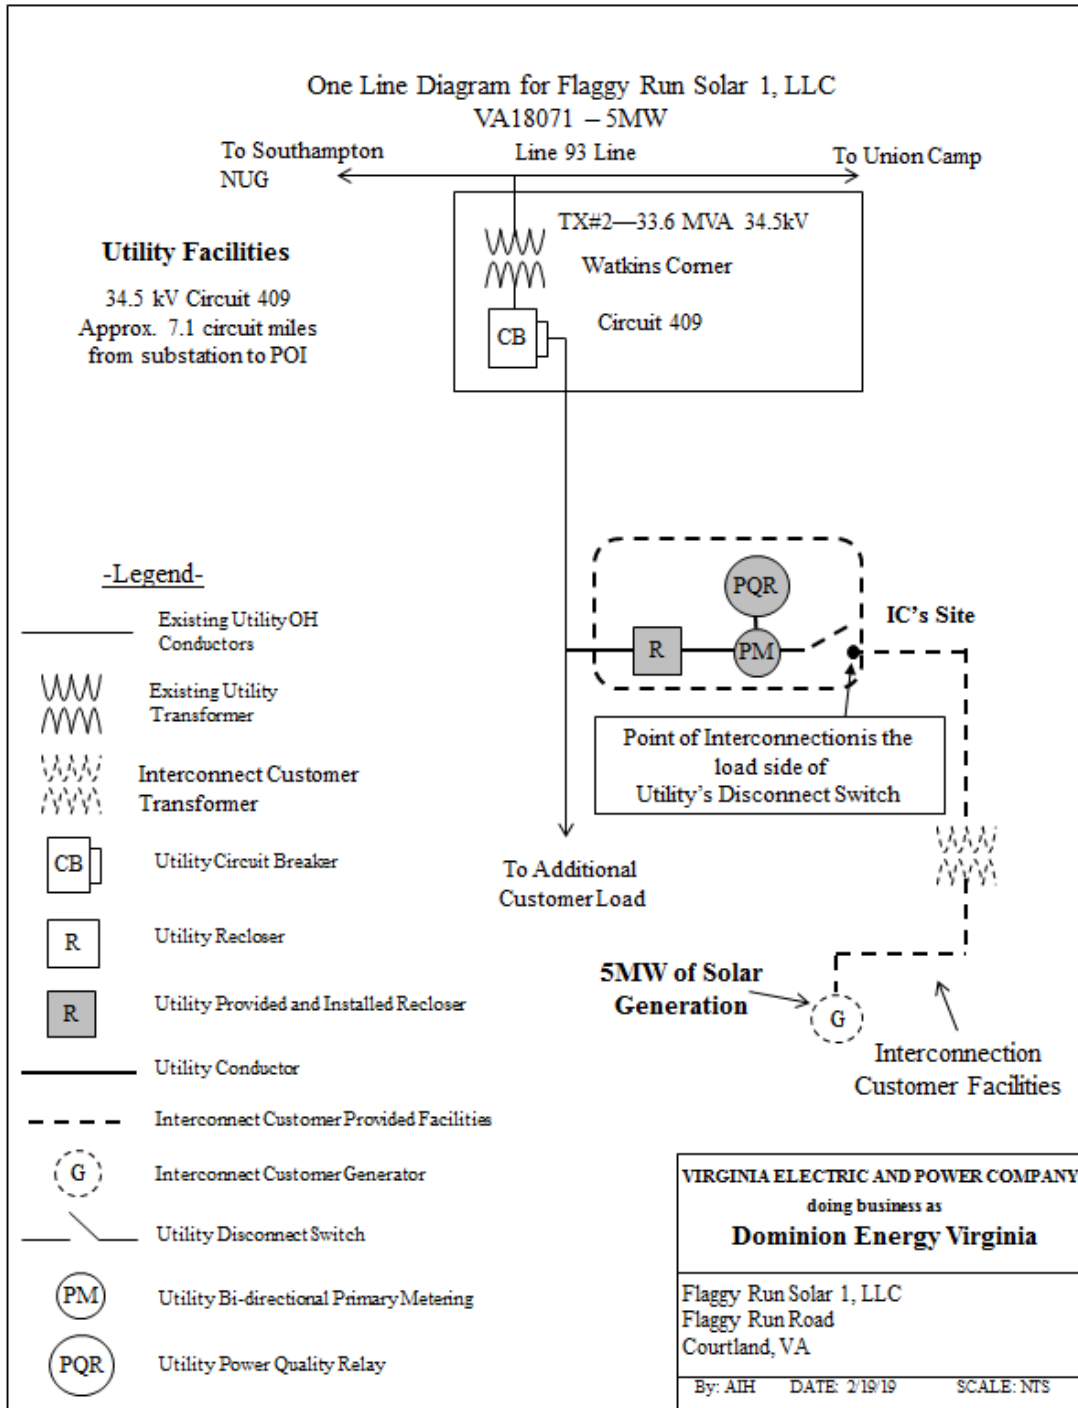 One Line Diagram for Flaggy Run Solar 1, LLC
VA18071 – 5MW
To Southampton
NUG
Line 93 Line
To Union Camp
TX#2—33.6 MVA 34.5kV
Watkins Corner
CB
Circuit 409
Utility Facilities
34.5 kV Circuit 409
Approx. 7.1 circuit miles
from substation to POI
PQR
R
PM
IC's Site
Point of Interconnection is the
load side of
Utility's Disconnect Switch
To Additional
Customer Load
5MW of Solar
Generation
G
Interconnection
Customer Facilities
-Legend-
Existing Utility OH
Conductors
Existing Utility
Transformer
Interconnect Customer
Transformer
CB
Utility Circuit Breaker
R
Utility Recloser
R
Utility Provided and Installed Recloser
Utility Conductor
Interconnect Customer Provided Facilities
G
Interconnect Customer Generator
Utility Disconnect Switch
PM
Utility Bi-directional Primary Metering
PQR
Utility Power Quality Relay
VIRGINIA ELECTRIC AND POWER COMPANY
doing business as
Dominion Energy Virginia
Flaggy Run Solar 1, LLC
Flaggy Run Road
Courtland, VA
By: AIH DATE: 2/19/19 SCALE: NTS